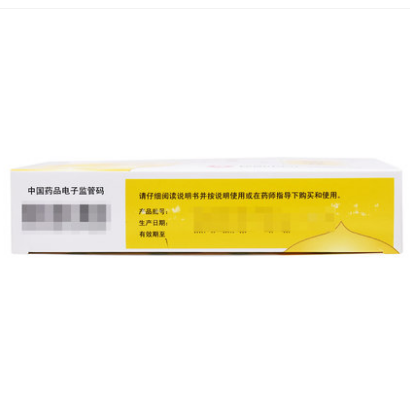 中国药品电子监管码
请仔细阅读说明书并按说明使用或在药师指导下购买和使用。
产品批号:
生产日期:
有效期至